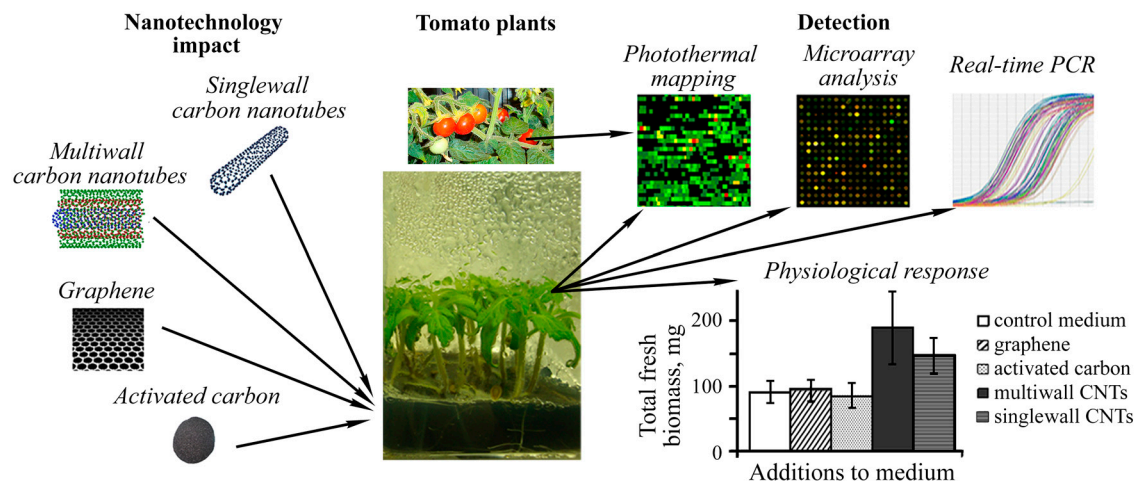 Nanotechnology
impact
Tomato plants
Detection
Singlewall
carbon nanotubes
Multiwall
carbon nanotubes
Graphene
Activated carbon
Photothermal
mapping
Microarray
analysis
Real-time PCR
Physiological response
Total fresh
biomass, mg
200
100
0
control medium
graphene
activated carbon
multiwall CNTs
singlewall CNTs
Additions to medium